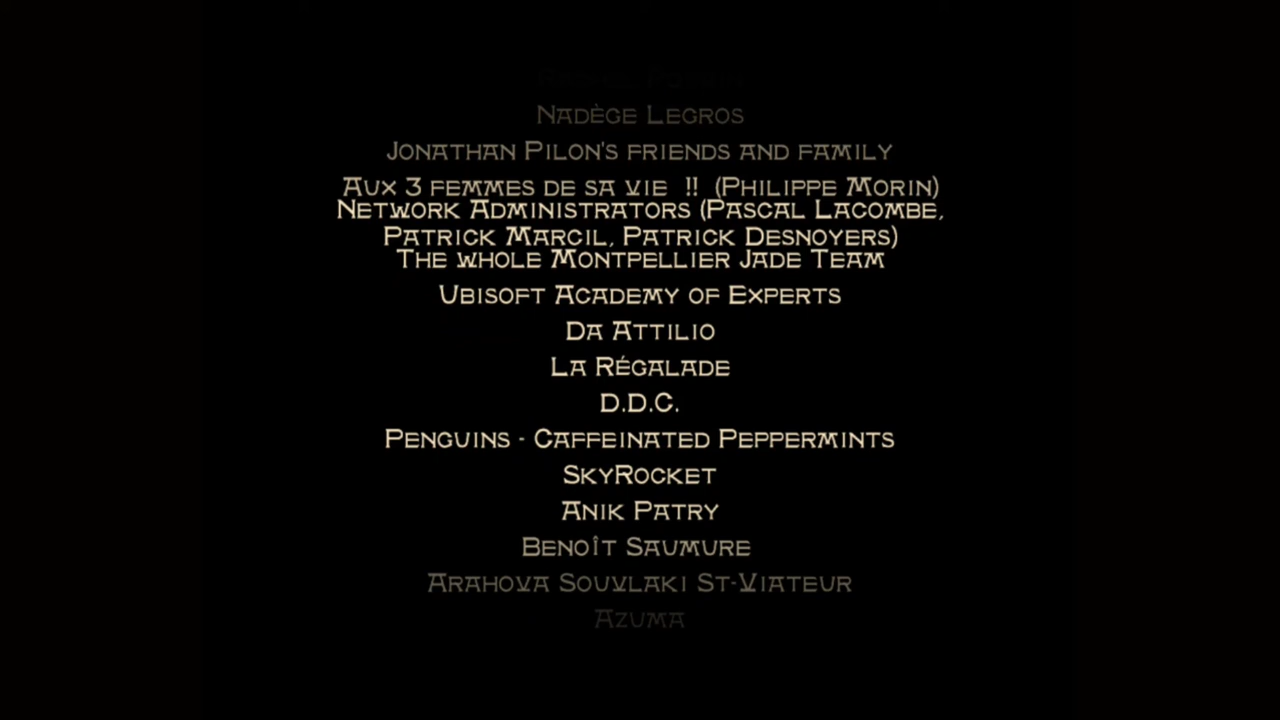 Nadège Legros
Jonathan Pilon's friends and family
Aux 3 femmes de sa vie !! (Philippe Morin)
Network Administrators (Pascal Lacombe,
Patrick Marcil, Patrick Desnoyers)
The whole Montpellier Jade Team
Ubisoft Academy of Experts
Da Attilio
La Régalade
D.D.C.
Penguins - Caffeinated Peppermints
SkyRocket
Anik Patry
Benoît Saumure
Arahova Souvlaki St-Viateur
Azuma